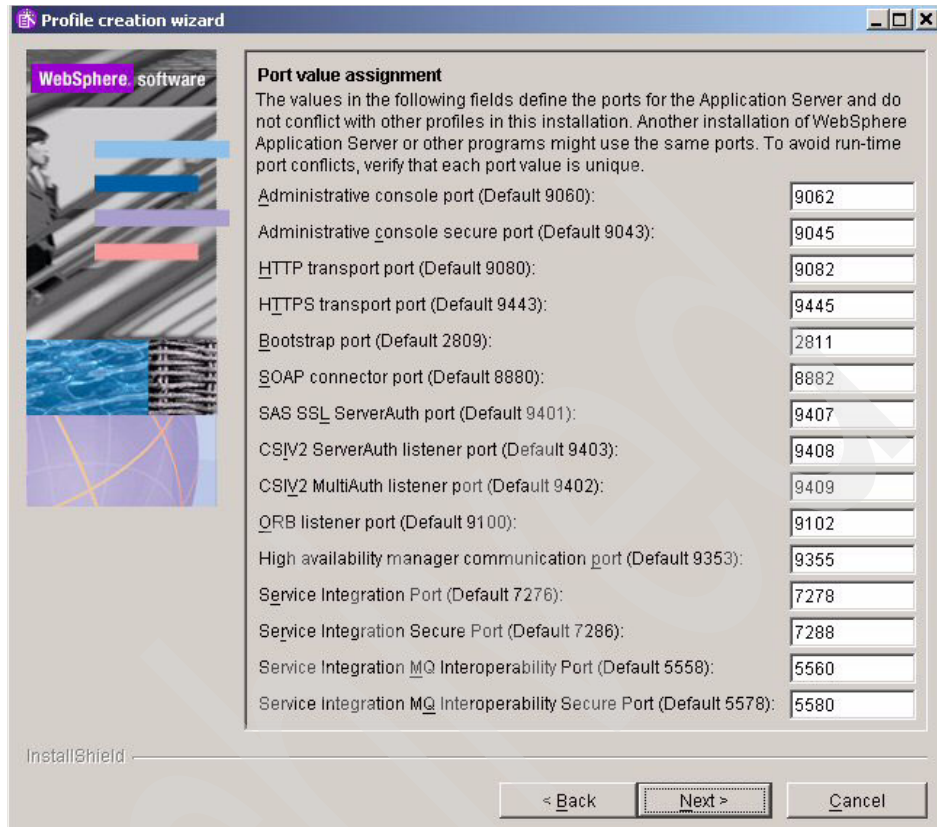 Profile creation wizard
WebSphere. software
Port value assignment
The values in the following fields define the ports for the Application Server and do
not conflict with other profiles in this installation. Another installation of WebSphere
Application Server or other programs might use the same ports. To avoid run-time
port conflicts, verify that each port value is unique.
Administrative console port (Default 9060): 9062
Administrative console secure port (Default 9043): 9045
HTTP transport port (Default 9080): 9082
HTTPS transport port (Default 9443): 9445
Bootstrap port (Default 2809): 2811
SOAP connector port (Default 8880): 8882
SAS SSL ServerAuth port (Default 9401): 9407
CSIV2 ServerAuth listener port (Default 9403): 9408
CSIV2 MultiAuth listener port (Default 9402): 9409
ORB listener port (Default 9100): 9102
High availability manager communication port (Default 9353): 9355
Service Integration Port (Default 7276): 7278
Service Integration Secure Port (Default 7286): 7288
Service Integration MQ Interoperability Port (Default 5558): 5560
Service Integration MQ Interoperability Secure Port (Default 5578): 5580
InstallShield
< Back Next > Cancel